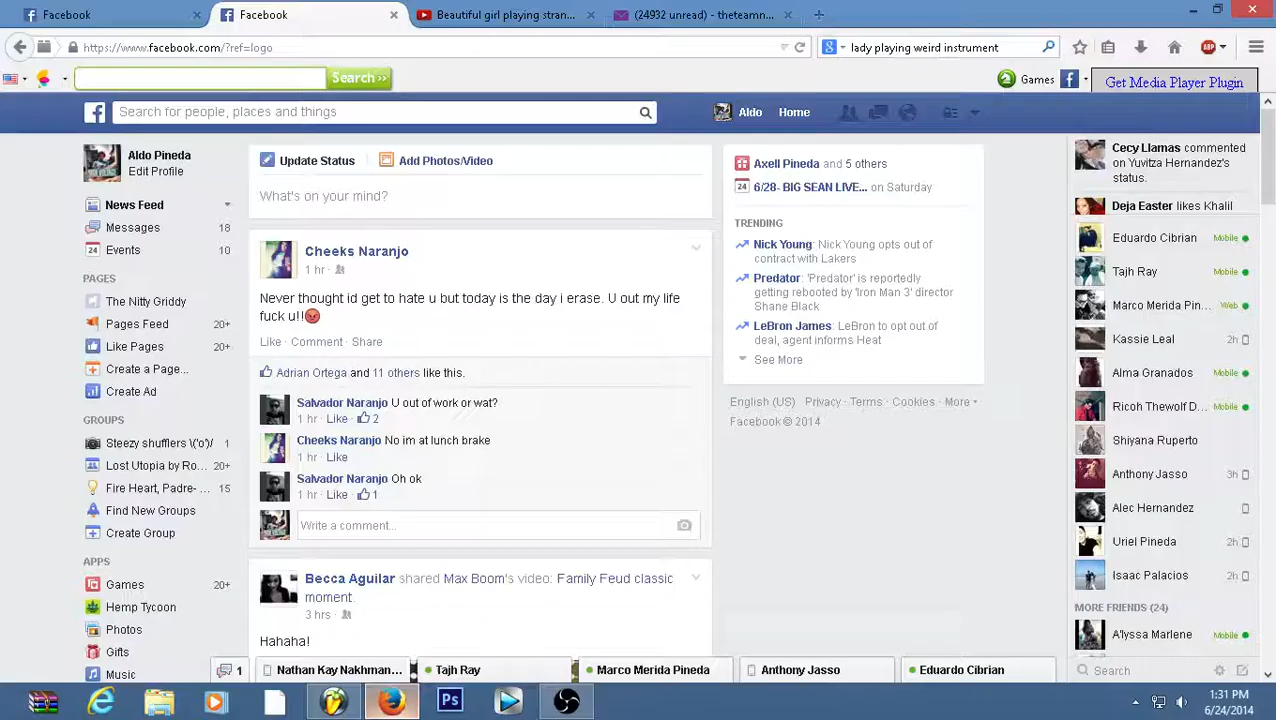 Facebook
Facebook
Beautiful girl playing stran...
(24932 unread) - theteamn...
https://www.facebook.com/?ref=logo
lady playing weird instrument
ABP
Search >>
Games
Get Media Player Plugin
Search for people, places and things
Aldo
Home
Aldo Pineda
Edit Profile
News Feed
Messages 18
24 Events 10
PAGES
The Nitty Griddy
Pages Feed 20+
Like Pages 20+
Create a Page...
Create Ad
GROUPS
Steezy shufflers \('o')/ 1
Lost Utopia by Ro... 20+
Fire Heart, Padre- ... 15
Find New Groups
Create Group
APPS
Games 20+
Hemp Tycoon
Photos
Gifts
Music
Update Status
Add Photos/Video
What's on your mind?
Cheeks Naranjo
1 hr ·
Never thought id get to hate u but today is the day i erase. U outa my life
fuck u!!
Like · Comment · Share
Adrian Ortega and 11 others like this.
Salvador Naranjo U out of work or wat?
1 hr · Like · 2
Cheeks Naranjo No im at lunch brake
1 hr · Like
Salvador Naranjo Oh ok
1 hr · Like · 1
Write a comment...
Becca Aguilar shared Max Boom's video: Family Feud classic
moment.
3 hrs ·
Hahaha!
Axell Pineda and 5 others
24 6/28- BIG SEAN LIVE... on Saturday
TRENDING
Nick Young: Nick Young opts out of
contract with Lakers
Predator: 'Predator' is reportedly
getting rebooted by 'Iron Man 3' director
Shane Black
LeBron James: LeBron to opt out of
deal, agent informs Heat
See More
English (US) · Privacy · Terms · Cookies · More
Facebook © 2014
Cecy Llamas commented
on Yuvitza Hernandez's
status.
Deja Easter likes Khalil
Eduardo Cibrian Mobile
Tajh Ray Mobile
Marco Merida Pin... Web
Kassie Leal 2h
Alma Granados Mobile
Mobile
Shiyana Ruperto
Anthony Jasso 3h
Alec Hernandez
Uriel Pineda 2h
Isaac Palacios 2h
MORE FRIENDS (24)
A'lyssa Marlene Mobile
Search
1
Nathan Kay Nakhman...
Tajh
Marco Merida Pineda
Anthony Jasso
Eduardo Cibrian
Ps
1:31 PM
6/24/2014